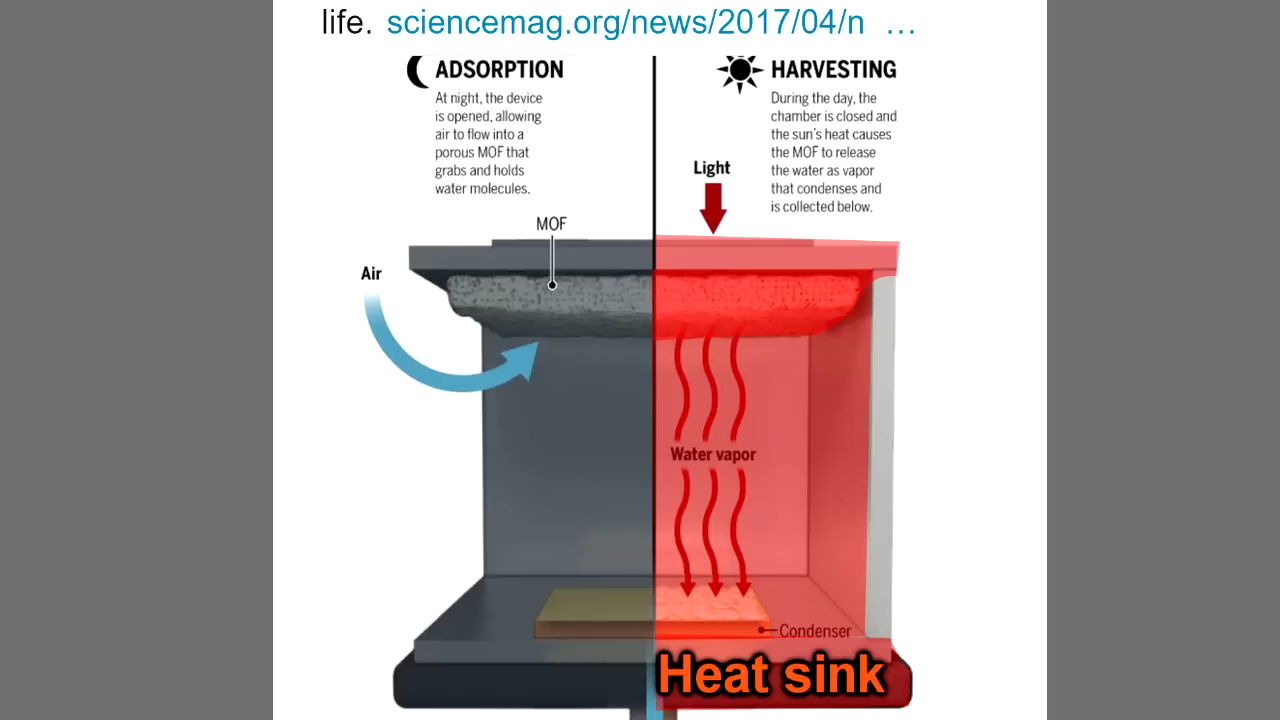 life. sciencemag.org/news/2017/04/n …
ADSORPTION
At night, the device
is opened, allowing
air to flow into a
porous MOF that
grabs and holds
water molecules.
HARVESTING
During the day, the
chamber is closed and
the sun's heat causes
the MOF to release
the water as vapor
that condenses and
is collected below.
Light
MOF
Air
Water vapor
Condenser
Heat sink